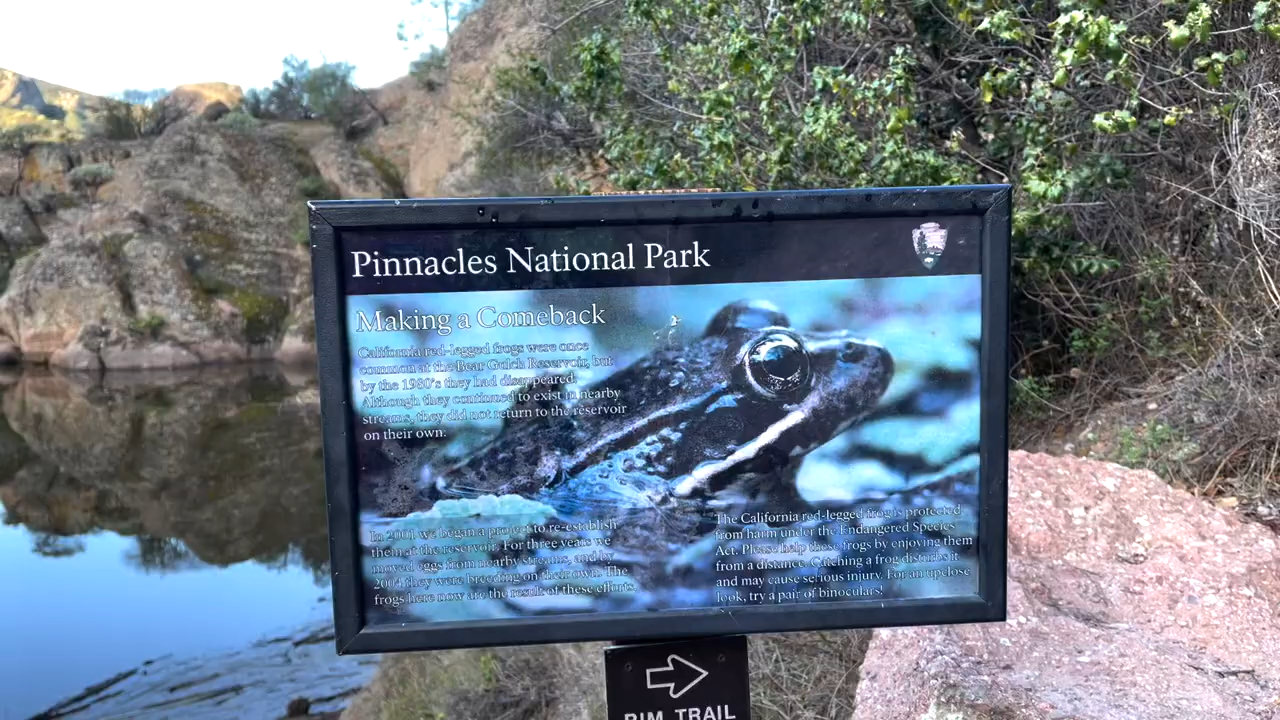 Pinnacles National Park
Making a Comeback
California red-legged frogs were once
common at the Bear Gulch Reservoir, but
by the 1980's they had disappeared.
Although they continued to exist in nearby
streams, they did not return to the reservoir
on their own.
In 2001 we began a project to re-establish
them at the reservoir. For three years we
moved eggs from nearby streams, and by
2004 they were breeding on their own. The
frogs here now are the result of these efforts.
The California red-legged frog is protected
from harm under the Endangered Species
Act. Please help these frogs by enjoying them
from a distance. Catching a frog disturbs it
and may cause serious injury. For an upclose
look, try a pair of binoculars!
RIM TRAIL